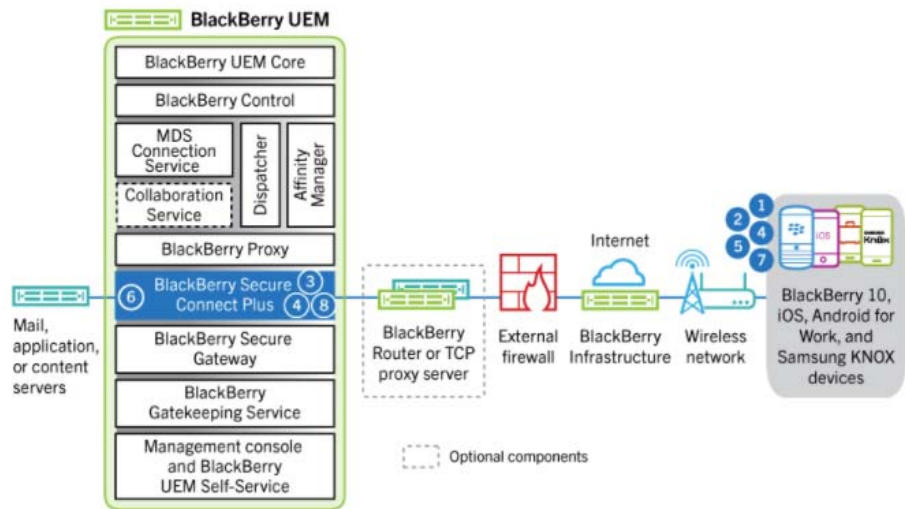 BlackBerry UEM
BlackBerry UEM Core
BlackBerry Control
MDS
Connection
Service
Collaboration
Service
Dispatcher
Affinity
Manager
BlackBerry Proxy
6
BlackBerry Secure
Connect Plus
3
4
8
BlackBerry Secure
Gateway
BlackBerry
Gatekeeping Service
Management console
and BlackBerry
UEM Self-Service
Mail,
application,
or content
servers
BlackBerry
Router or TCP
proxy server
External
firewall
Internet
BlackBerry
Infrastructure
Wireless
network
1
2
4
5
7
iOS
SAMSUNG
Knox
BlackBerry 10,
iOS, Android for
Work, and
Samsung KNOX
devices
Optional components